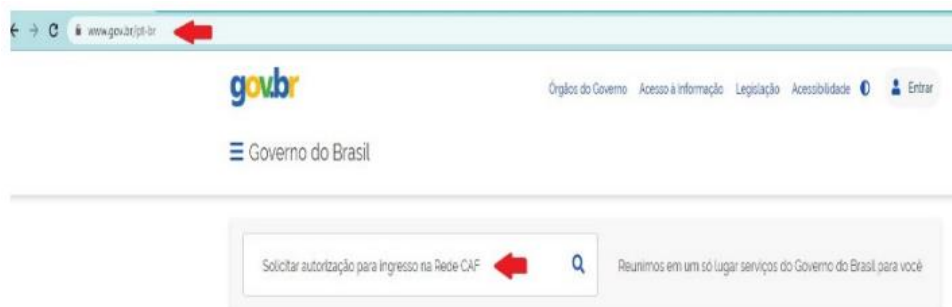 www.gov.br/pt-br
gov.br
Órgãos do Governo Acesso à Informação Legislação Acessibilidade Entrar
Governo do Brasil
Solicitar autorização para ingresso na Rede CAF Reunimos em um só lugar serviços do Governo do Brasil para você